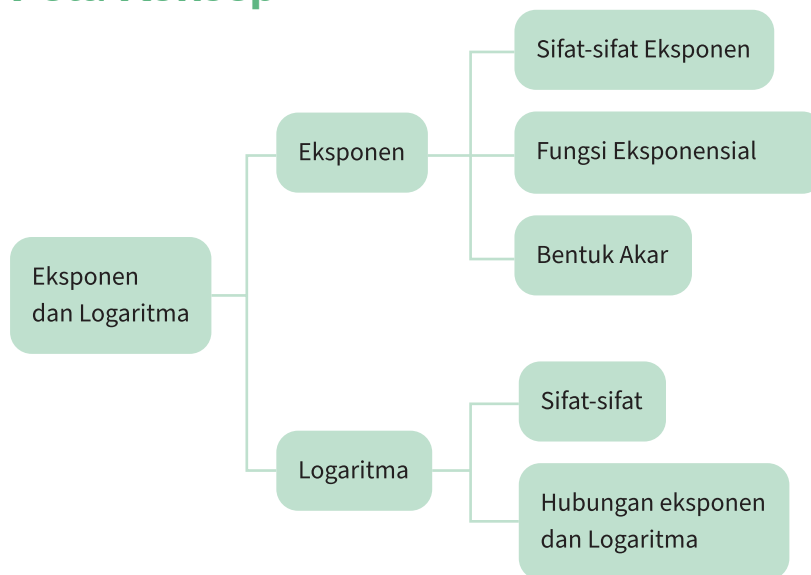 Sifat-sifat Eksponen
Eksponen
Fungsi Eksponensial
Bentuk Akar
Eksponen
dan Logaritma
Sifat-sifat
Logaritma
Hubungan eksponen
dan Logaritma